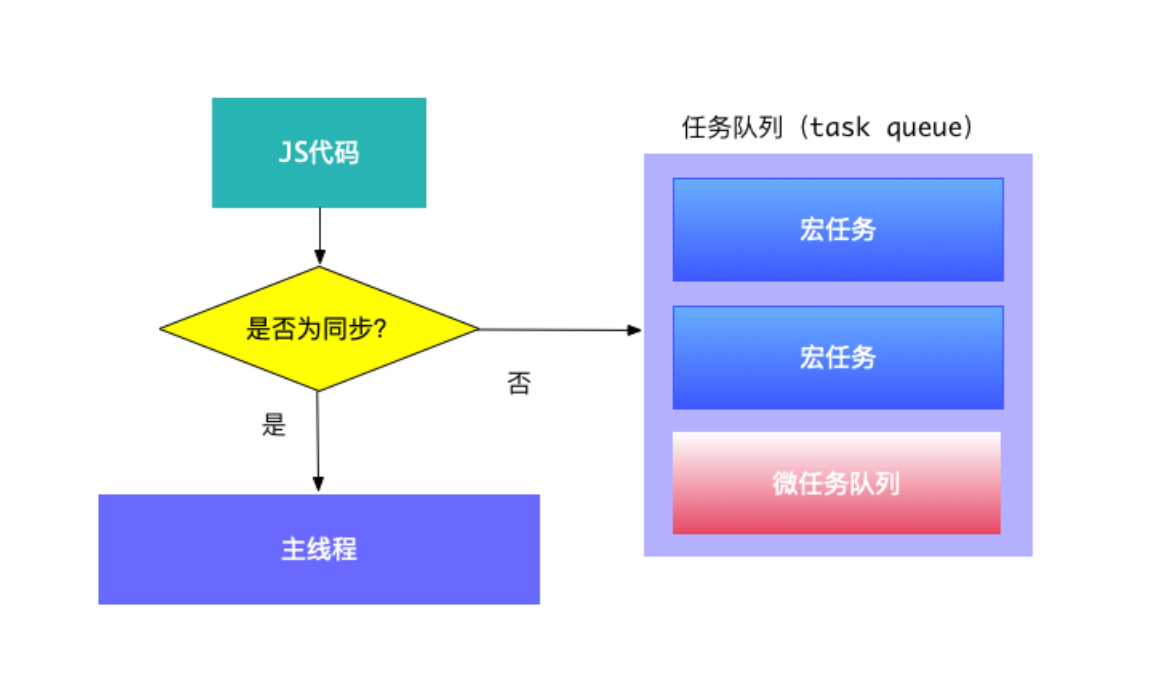 JS代码
是否为同步?
是
否
主线程
任务队列（task queue）
宏任务
宏任务
微任务队列